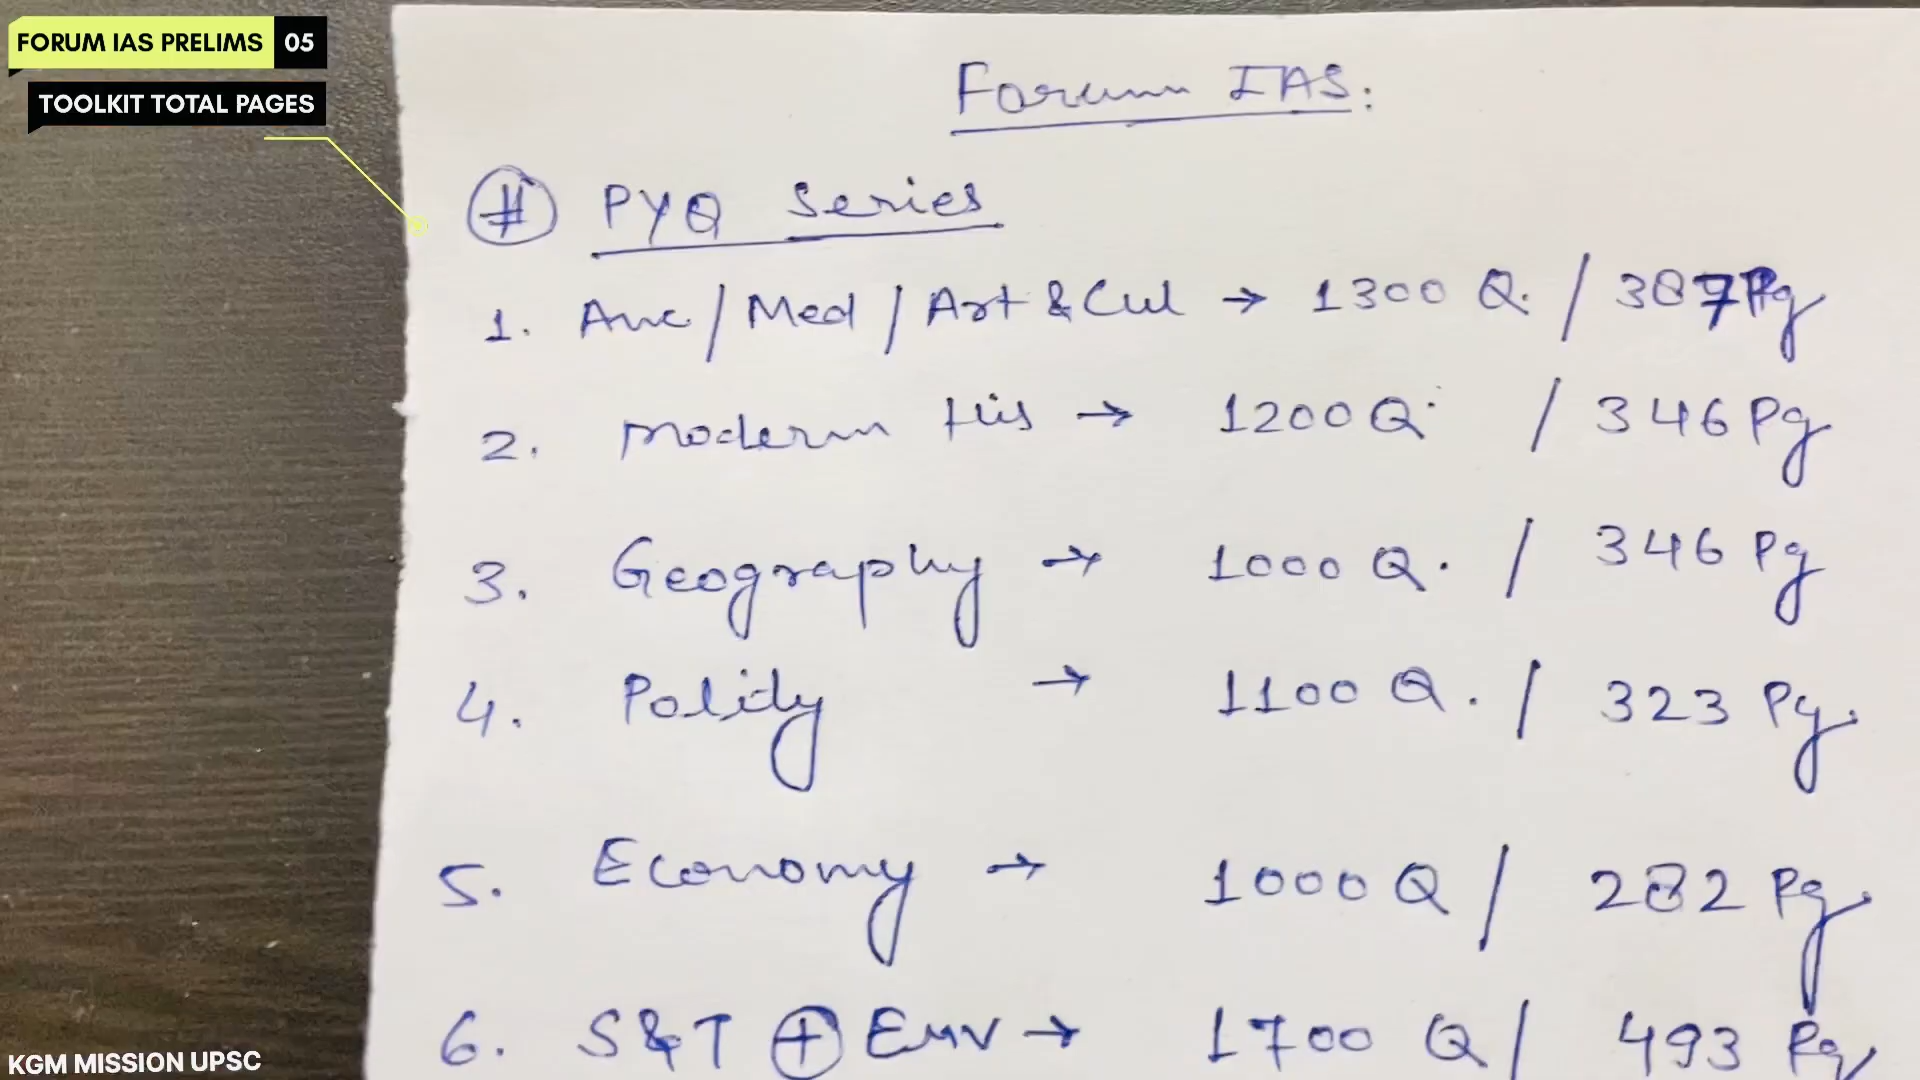 FORUM IAS PRELIMS 05
TOOLKIT TOTAL PAGES
Forum IAS:
# PYQ Series
1. Anc / Med / Art & Cul → 1300 Q. / 387 Pg
2. Modern His → 1200 Q. / 346 Pg
3. Geography → 1000 Q. / 346 Pg
4. Polity → 1100 Q. / 323 Pg.
5. Economy → 1000 Q / 282 Pg.
6. S&T + Env → 1700 Q / 493 Pg
KGM MISSION UPSC